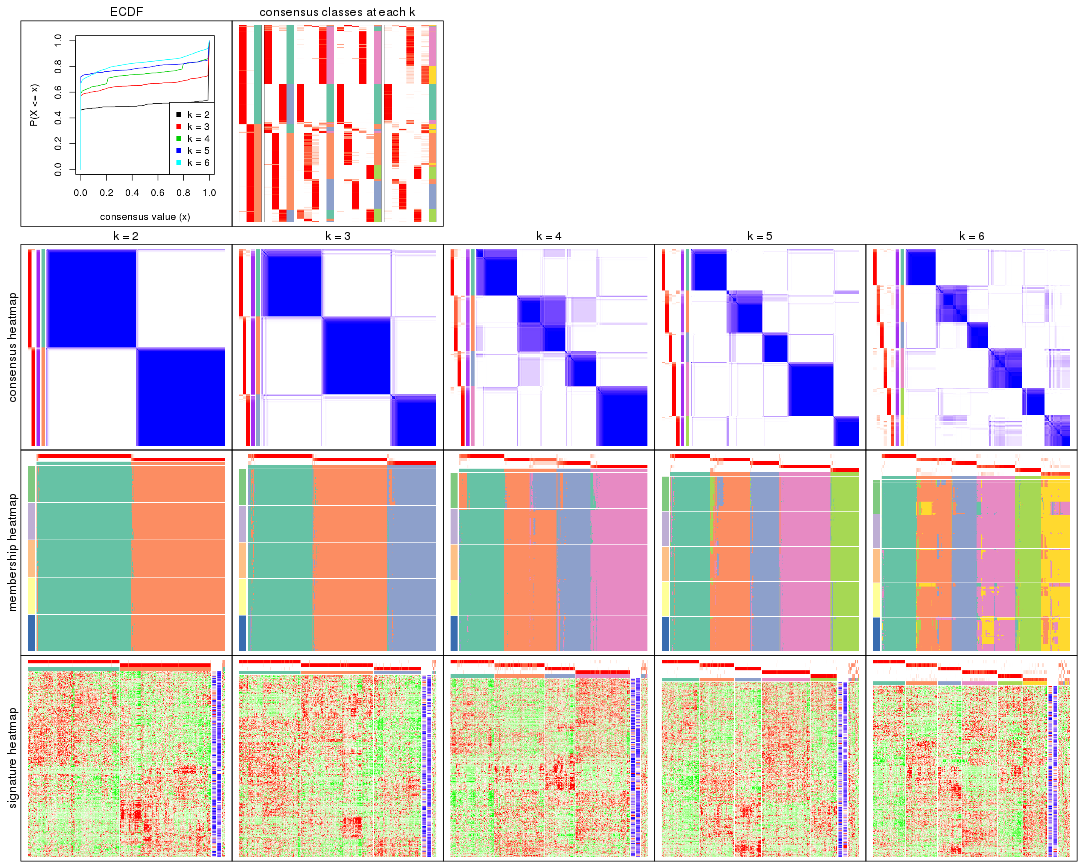 ECDF
consensus classes at each k
P(X <= x)
0.0 0.2 0.4 0.6 0.8 1.0
k = 2
k = 3
k = 4
k = 5
k = 6
0.0 0.2 0.4 0.6 0.8 1.0
consensus value (x)
k = 2 k = 3 k = 4 k = 5 k = 6
consensus heatmap
membership heatmap
signature heatmap